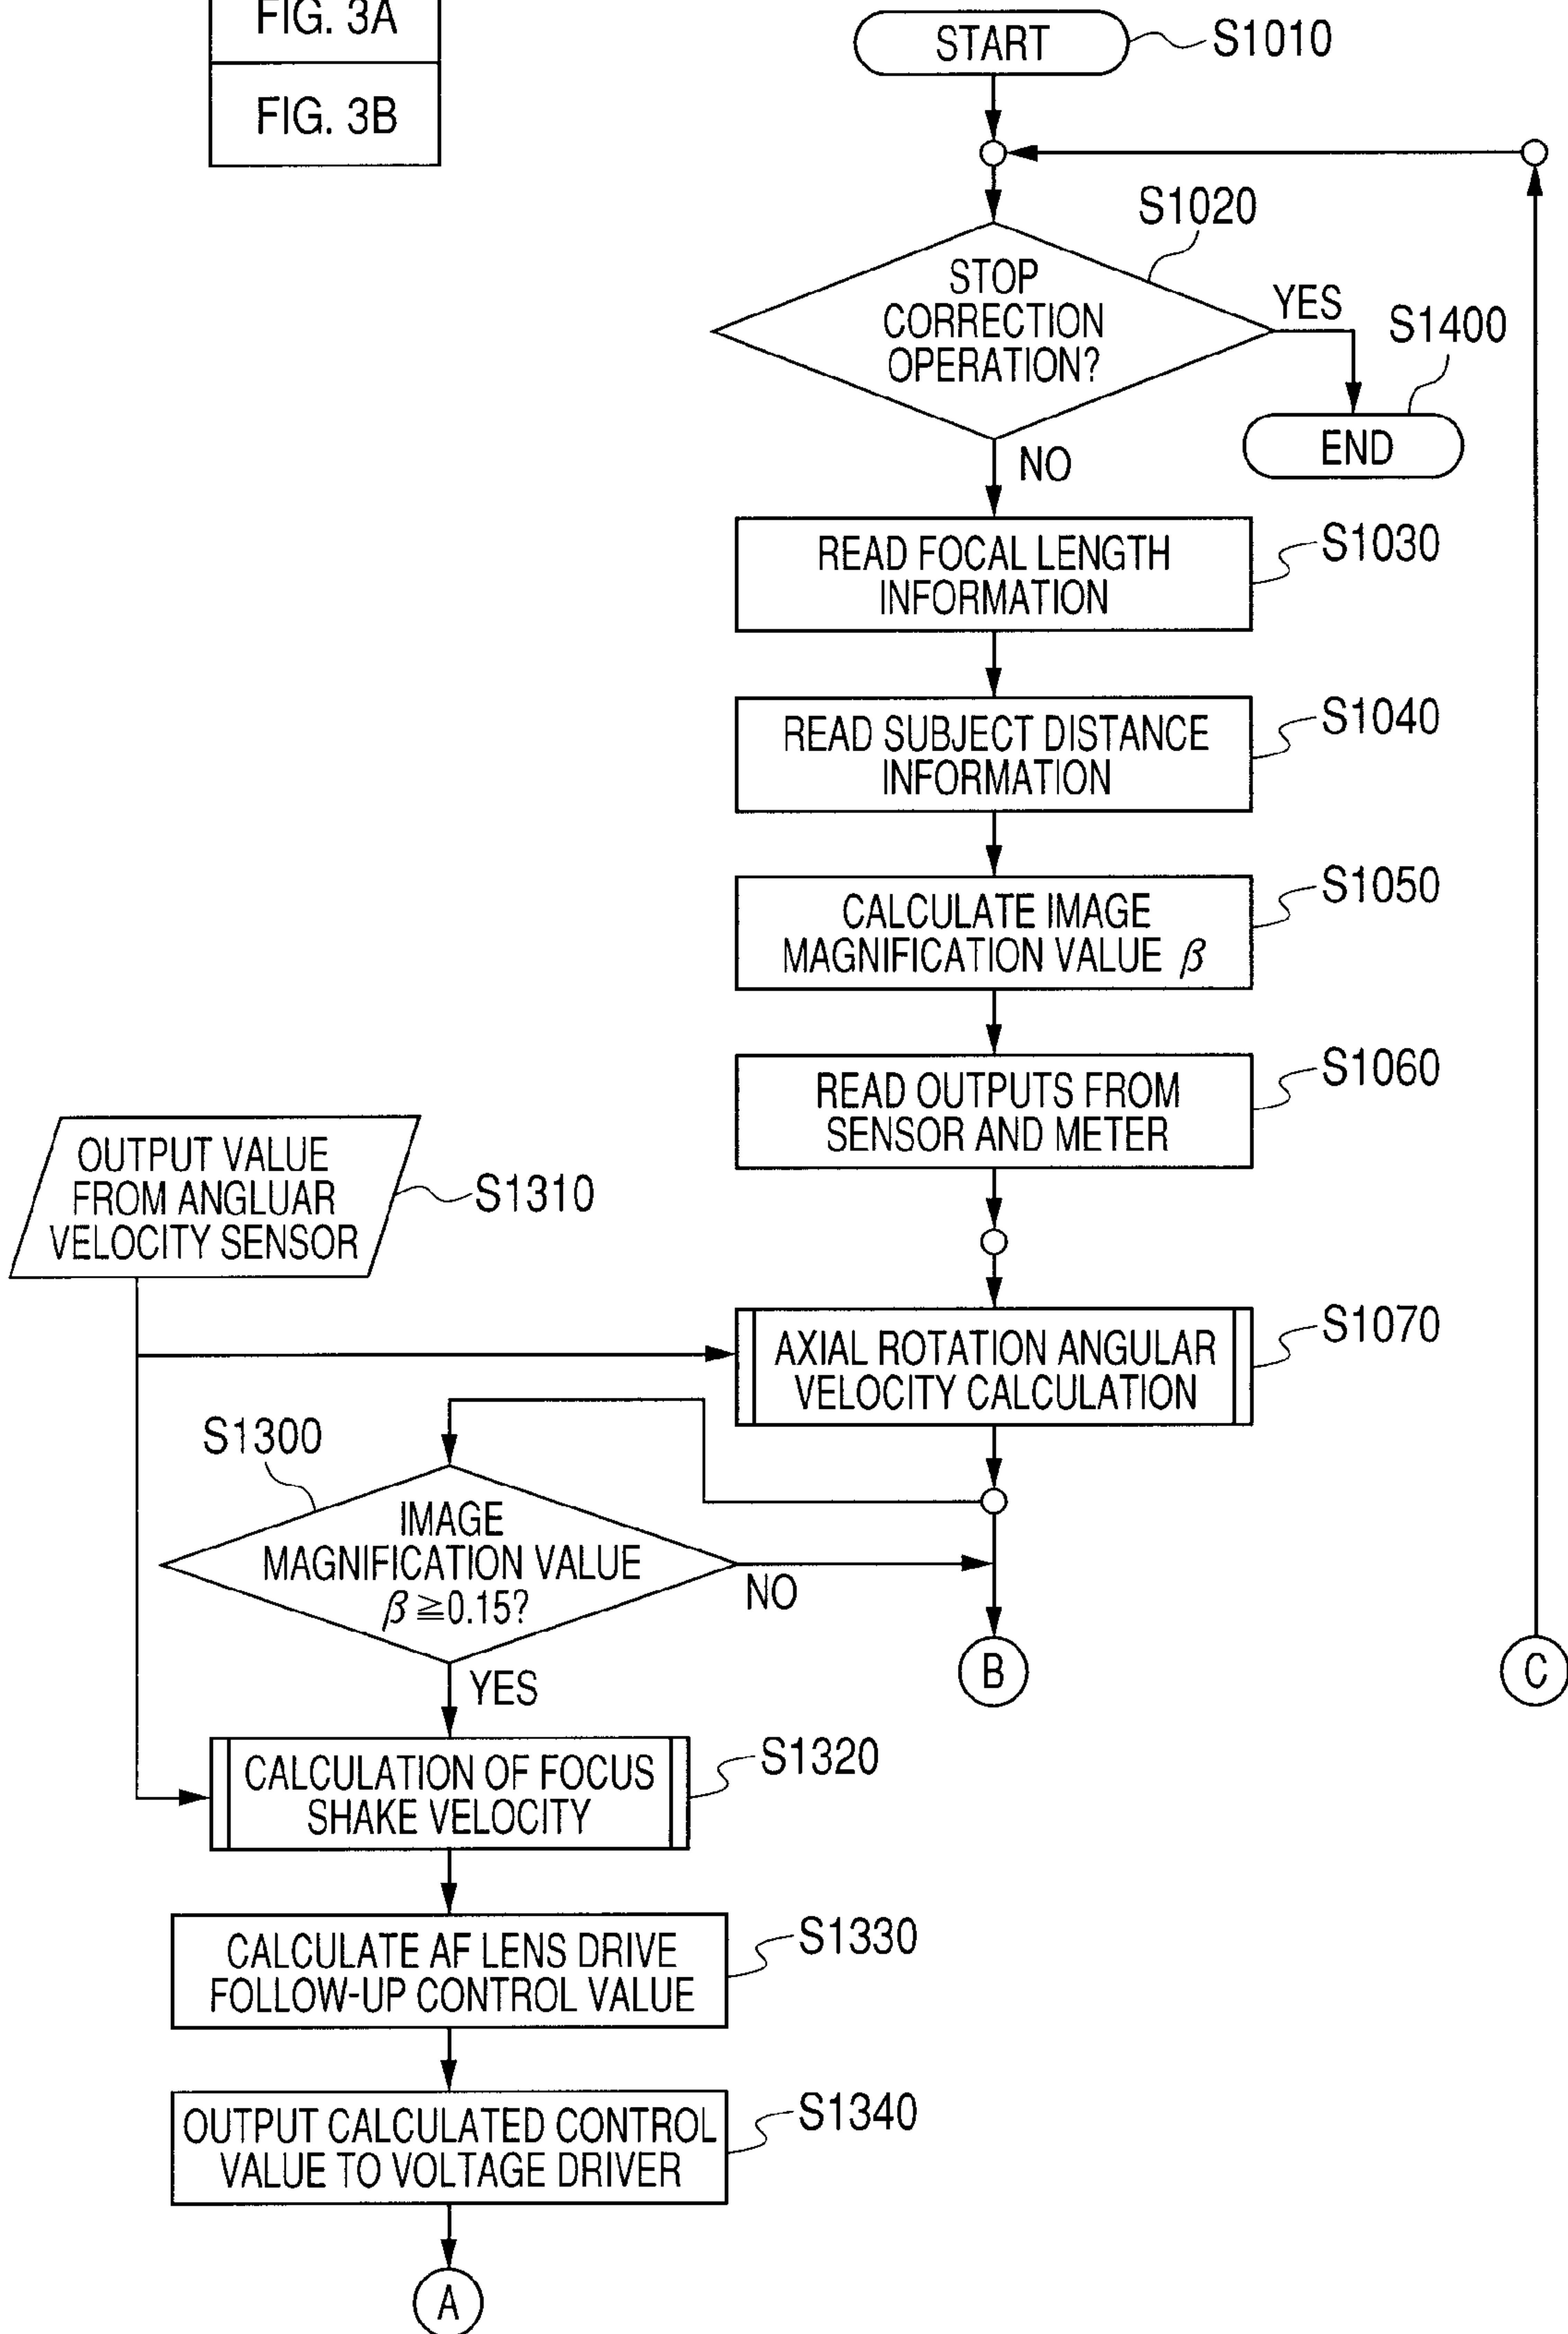 FIG. 3A
FIG. 3B
START
S1010
S1020
STOP
CORRECTION
OPERATION?
YES
S1400
END
NO
READ FOCAL LENGTH
INFORMATION
S1030
READ SUBJECT DISTANCE
INFORMATION
S1040
CALCULATE IMAGE
MAGNIFICATION VALUE β
S1050
READ OUTPUTS FROM
SENSOR AND METER
S1060
OUTPUT VALUE
FROM ANGLUAR
VELOCITY SENSOR
S1310
AXIAL ROTATION ANGULAR
VELOCITY CALCULATION
S1070
S1300
IMAGE
MAGNIFICATION VALUE
β ≧0.15?
NO
YES
B
C
CALCULATION OF FOCUS
SHAKE VELOCITY
S1320
CALCULATE AF LENS DRIVE
FOLLOW-UP CONTROL VALUE
S1330
OUTPUT CALCULATED CONTROL
VALUE TO VOLTAGE DRIVER
S1340
A